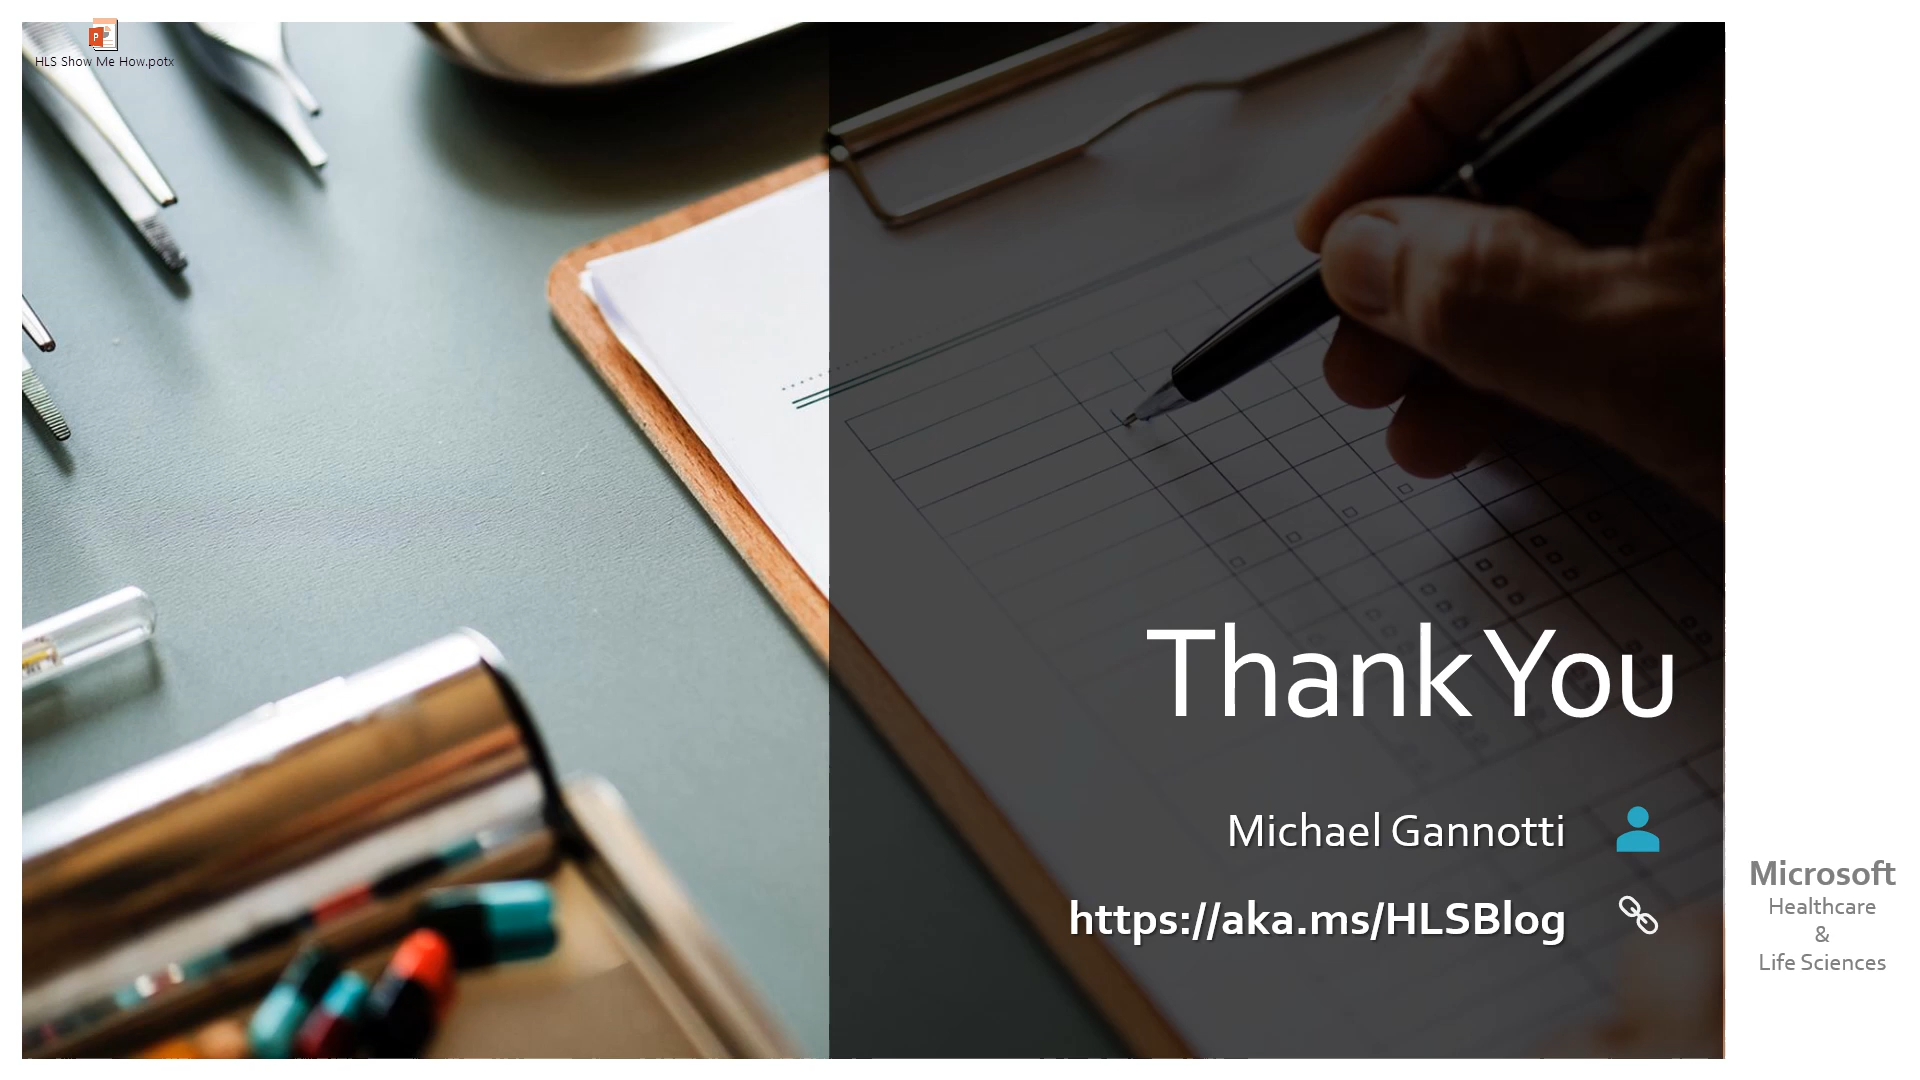 HLS Show Me How.potx
Thank You
Michael Gannotti
https://aka.ms/HLSBlog
Microsoft
Healthcare
&
Life Sciences